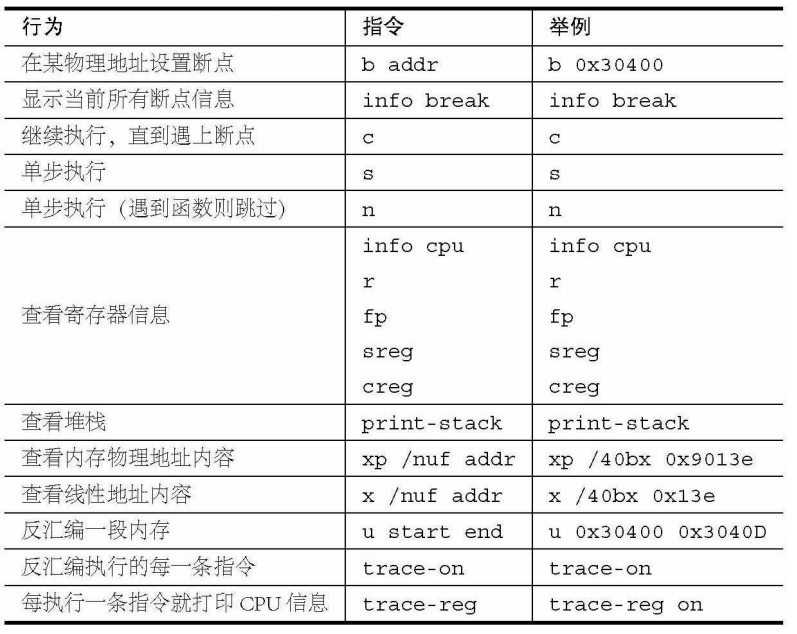 行为 指令 举例
在某物理地址设置断点 b addr b 0x30400
显示当前所有断点信息 info break info break
继续执行，直到遇上断点 c c
单步执行 s s
单步执行（遇到函数则跳过） n n
info cpu info cpu
r r
查看寄存器信息 fp fp
sreg sreg
creg creg
查看堆栈 print-stack print-stack
查看内存物理地址内容 xp /nuf addr xp /40bx 0x9013e
查看线性地址内容 x /nuf addr x /40bx 0x13e
反汇编一段内存 u start end u 0x30400 0x3040D
反汇编执行的每一条指令 trace-on trace-on
每执行一条指令就打印 CPU 信息 trace-reg trace-reg on